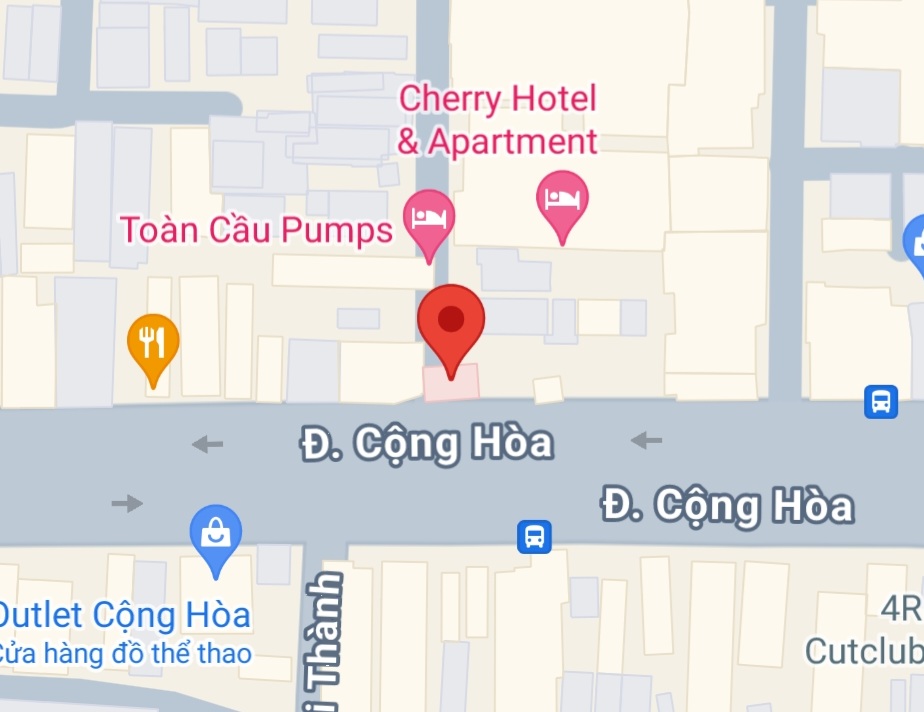 Cherry Hotel
& Apartment
Toàn Cầu Pumps
Đ. Cộng Hòa
Đ. Cộng Hòa
Outlet Cộng Hòa
Cửa hàng đồ thể thao
Thành
4R
Cutclub